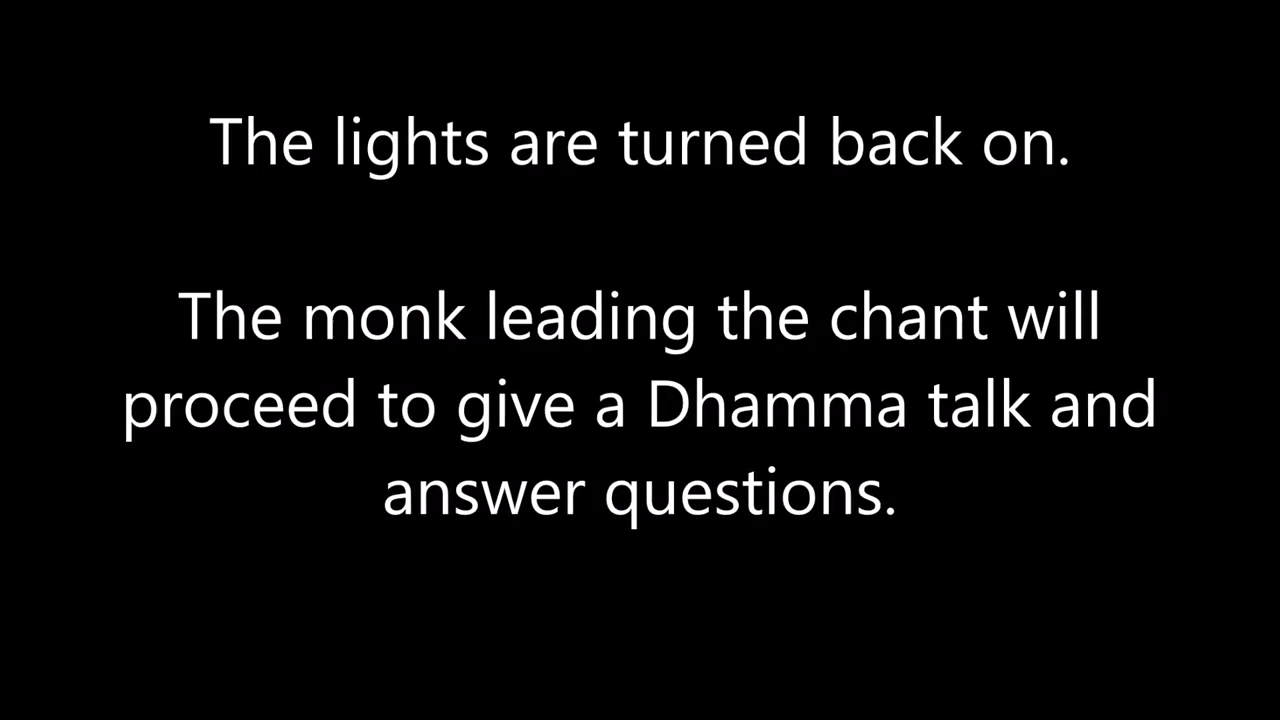 The lights are turned back on.
The monk leading the chant will
proceed to give a Dhamma talk and
answer questions.